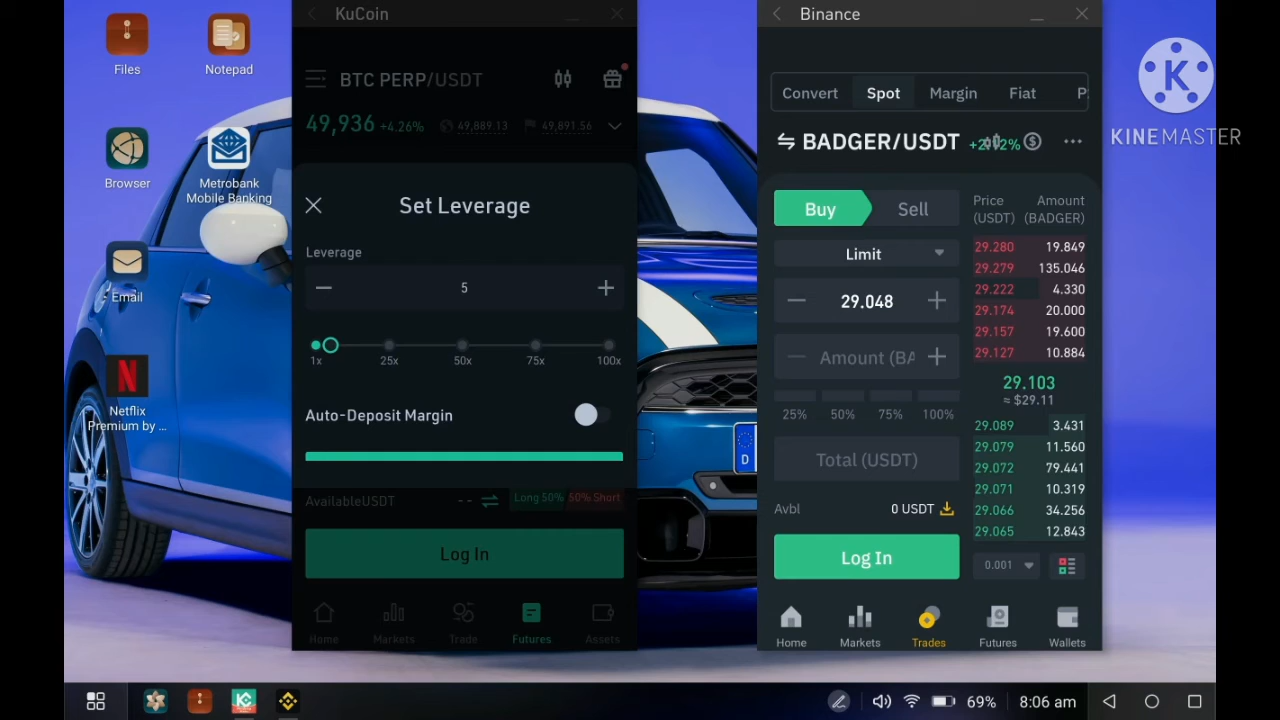 Files
Notepad
Browser
Metrobank
Mobile Banking
Email
Netflix
Premium by ...
KuCoin
BTC PERP/USDT
49,936 +4.26% 49,889.13 49,891.56
Set Leverage
Leverage
5
1x 25x 50x 75x 100x
Auto-Deposit Margin
AvailableUSDT -- Long 50% 50% Short
Log In
Home Markets Trade Futures Assets
Binance
Convert Spot Margin Fiat P
BADGER/USDT
Buy Sell
Limit
29.048
Amount (BA
25% 50% 75% 100%
Total (USDT)
Avbl 0 USDT
Log In
Price Amount
(USDT) (BADGER)
29.280 19.849
29.279 135.046
29.222 4.330
29.174 20.000
29.157 19.600
29.127 10.884
29.103
≈ $29.11
29.089 3.431
29.079 11.560
29.072 79.441
29.071 10.319
29.066 34.256
29.065 12.843
0.001
Home Markets Trades Futures Wallets
K
KINEMASTER
N
D
69% 8:06 am